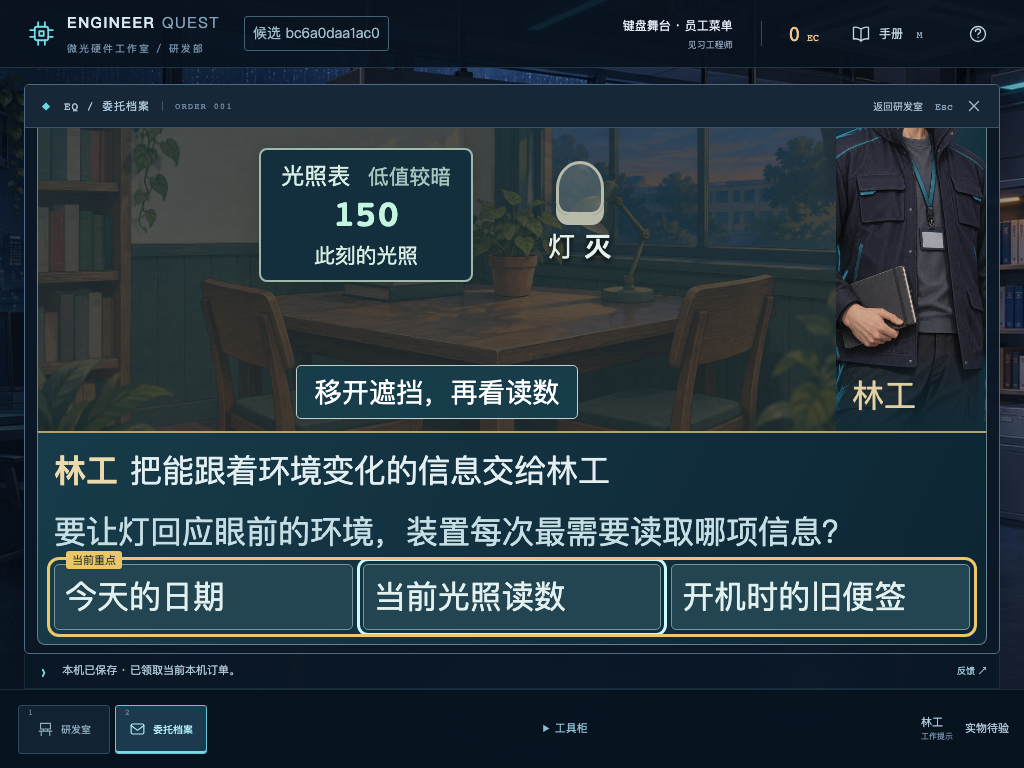 ENGINEER QUEST
微光硬件工作室 / 研发部
候选 bc6a0daa1ac0
键盘舞台 · 员工菜单
见习工程师
0 EC
手册 M
EQ / 委托档案 ORDER 001
返回研发室 Esc
光照表 低值较暗
150
此刻的光照
灯 灭
移开遮挡，再看读数
林工
林工 把能跟着环境变化的信息交给林工
要让灯回应眼前的环境，装置每次最需要读取哪项信息？
当前重点
今天的日期
当前光照读数
开机时的旧便签
本机已保存 · 已领取当前本机订单。
反馈 ↗
1 研发室
2 委托档案
工具柜
林工
工作提示
实物待验